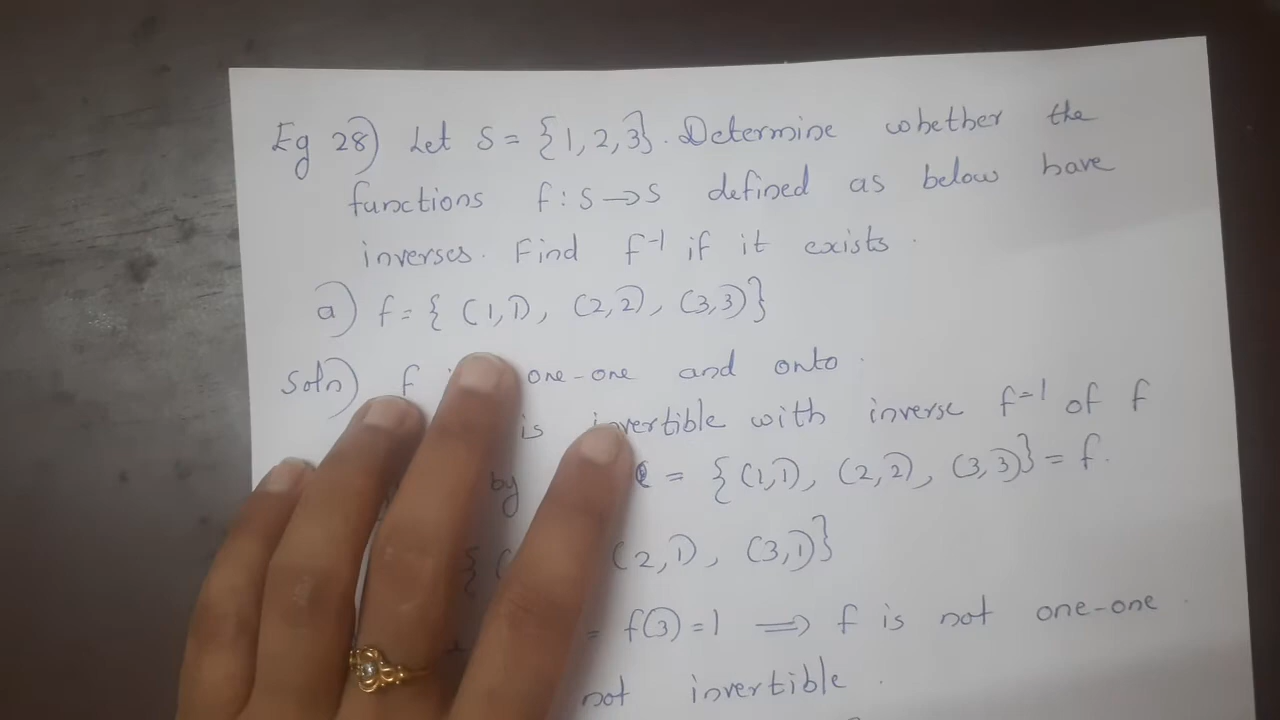 Eg 28) Let S = {1, 2, 3}. Determine whether the
functions f : S → S defined as below have
inverses. Find f⁻¹ if it exists.
a) f = { (1,1), (2,2), (3,3)}
Soln) f one-one and onto.
is invertible with inverse f⁻¹ of f
by = {(1,1), (2,2), (3,3)} = f.
{( (2,1), (3,1)}
= f(3) = 1 ⟹ f is not one-one.
not invertible.